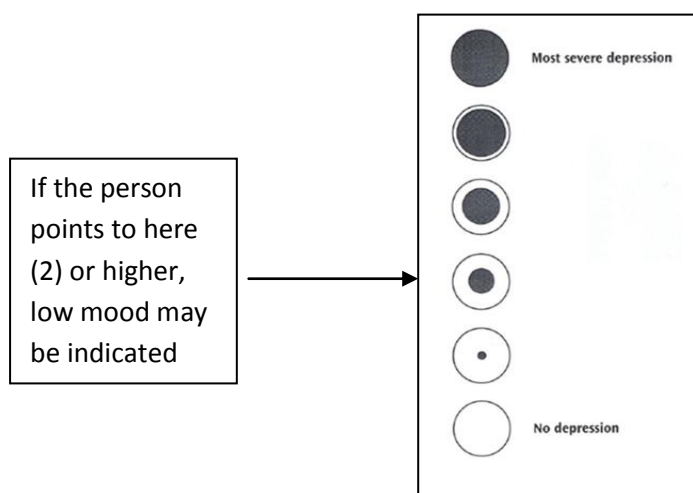 Most severe depression
If the person
points to here
(2) or higher,
low mood may
be indicated
No depression